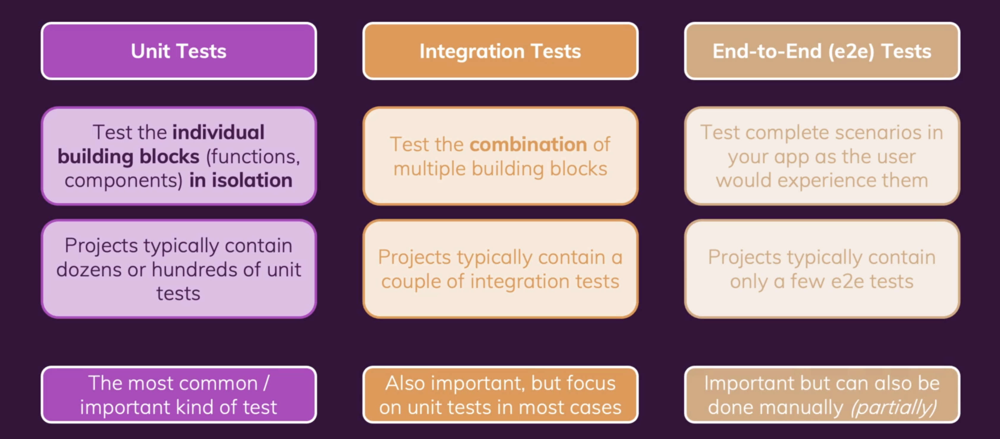 Unit Tests
Integration Tests
End-to-End (e2e) Tests
Test the individual
building blocks (functions,
components) in isolation
Test the combination of
multiple building blocks
Test complete scenarios in
your app as the user
would experience them
Projects typically contain
dozens or hundreds of unit
tests
Projects typically contain a
couple of integration tests
Projects typically contain
only a few e2e tests
The most common /
important kind of test
Also important, but focus
on unit tests in most cases
Important but can also be
done manually (partially)